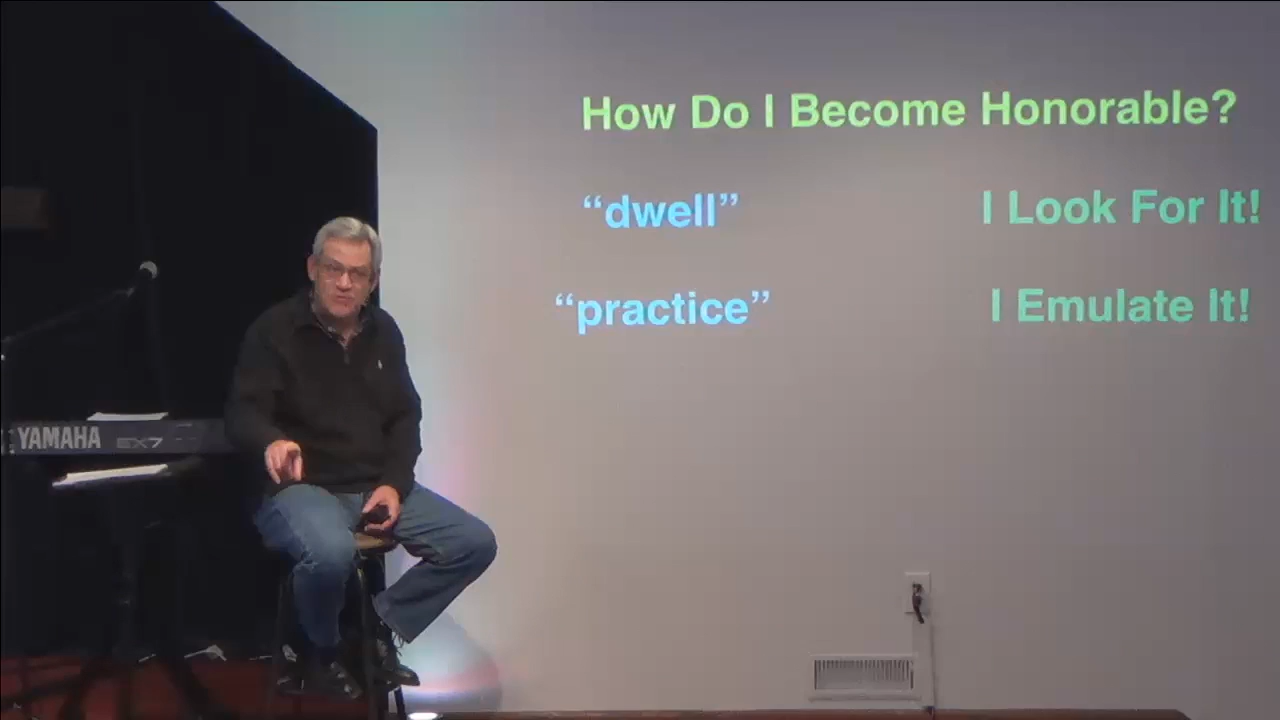 How Do I Become Honorable?
“dwell” I Look For It!
“practice” I Emulate It!
YAMAHA EX7